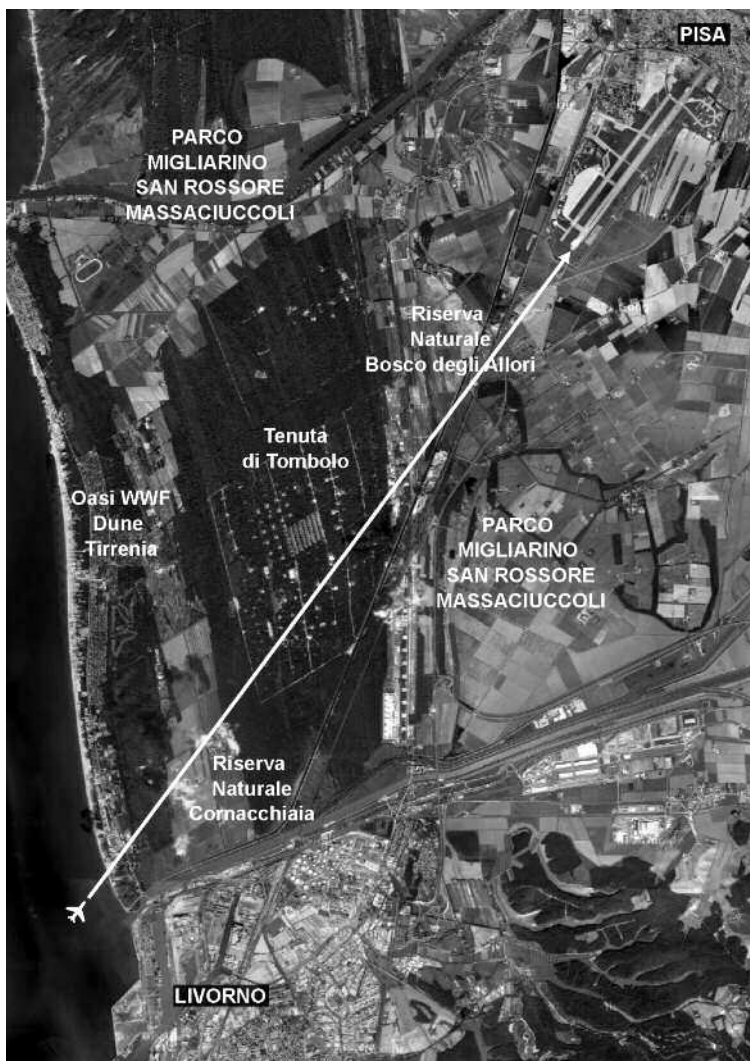 PISA
PARCO
MIGLIARINO
SAN ROSSORE
MASSACIUCCOLI
Riserva
Naturale
Bosco degli Allori
Tenuta
di Tombolo
Oasi WWF
Dune
Tirrenia
PARCO
MIGLIARINO
SAN ROSSORE
MASSACIUCCOLI
Riserva
Naturale
Cornacchiaia
LIVORNO